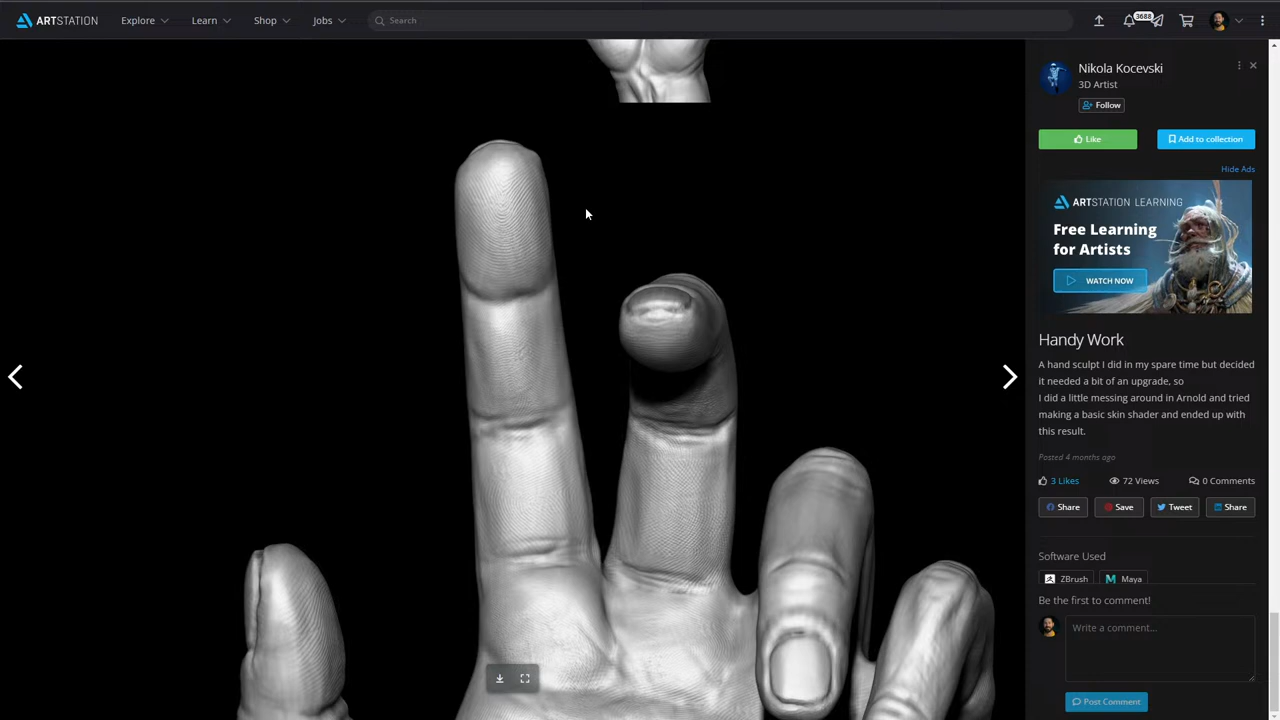 ARTSTATION
Explore
Learn
Shop
Jobs
Search
3688
Nikola Kocevski
3D Artist
Follow
Like
Add to collection
Hide Ads
ARTSTATION LEARNING
Free Learning
for Artists
WATCH NOW
Handy Work
A hand sculpt I did in my spare time but decided
it needed a bit of an upgrade, so
I did a little messing around in Arnold and tried
making a basic skin shader and ended up with
this result.
Posted 4 months ago
3 Likes
72 Views
0 Comments
Share
Save
Tweet
Share
Software Used
ZBrush
Maya
Be the first to comment!
Write a comment...
Post Comment